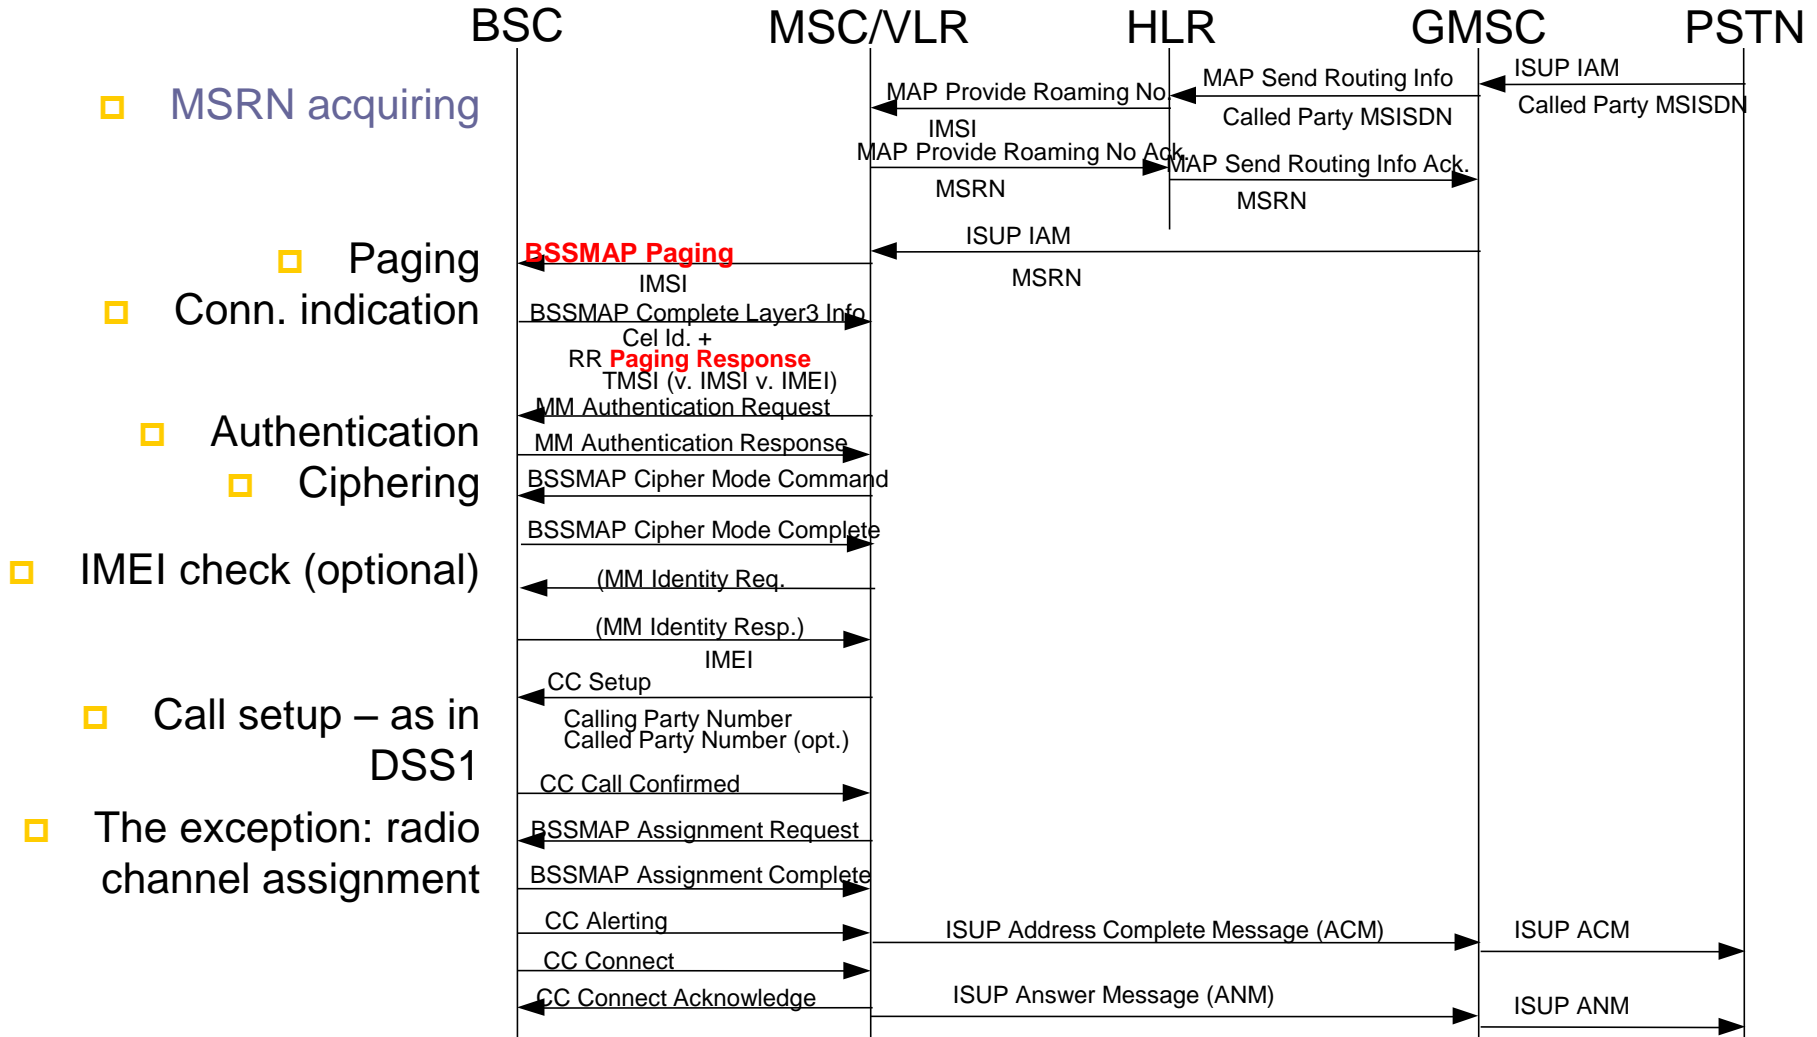 BSC MSC/VLR HLR GMSC PSTN
ISUP IAM
MAP Send Routing Info
MAP Provide Roaming No.
MSRN acquiring
Called Party MSISDN
Called Party MSISDN
IMSI
MAP Provide Roaming No Ack.
MAP Send Routing Info Ack.
MSRN
MSRN
ISUP IAM
Paging
BSSMAP Paging
MSRN
IMSI
Conn. indication
BSSMAP Complete Layer3 Info
Cel Id. +
RR Paging Response
TMSI (v. IMSI v. IMEI)
MM Authentication Request
Authentication
MM Authentication Response
Ciphering
BSSMAP Cipher Mode Command
BSSMAP Cipher Mode Complete
IMEI check (optional)
(MM Identity Req.
(MM Identity Resp.)
IMEI
CC Setup
Call setup – as in
DSS1
Calling Party Number
Called Party Number (opt.)
CC Call Confirmed
The exception: radio
channel assignment
BSSMAP Assignment Request
BSSMAP Assignment Complete
CC Alerting
ISUP Address Complete Message (ACM)
ISUP ACM
CC Connect
CC Connect Acknowledge
ISUP Answer Message (ANM)
ISUP ANM